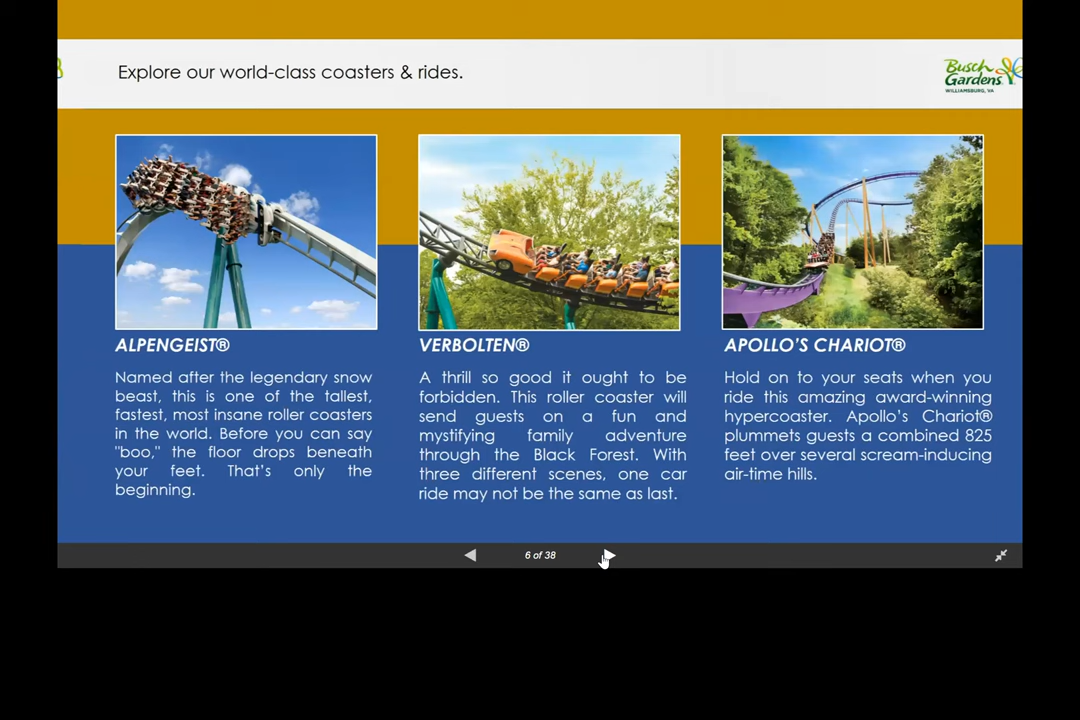 Explore our world-class coasters & rides.
Busch
Gardens
WILLIAMSBURG, VA
ALPENGEIST®
Named after the legendary snow
beast, this is one of the tallest,
fastest, most insane roller coasters
in the world. Before you can say
"boo," the floor drops beneath
your feet. That's only the
beginning.
VERBOLTEN®
A thrill so good it ought to be
forbidden. This roller coaster will
send guests on a fun and
mystifying family adventure
through the Black Forest. With
three different scenes, one car
ride may not be the same as last.
APOLLO'S CHARIOT®
Hold on to your seats when you
ride this amazing award-winning
hypercoaster. Apollo's Chariot®
plummets guests a combined 825
feet over several scream-inducing
air-time hills.
6 of 38